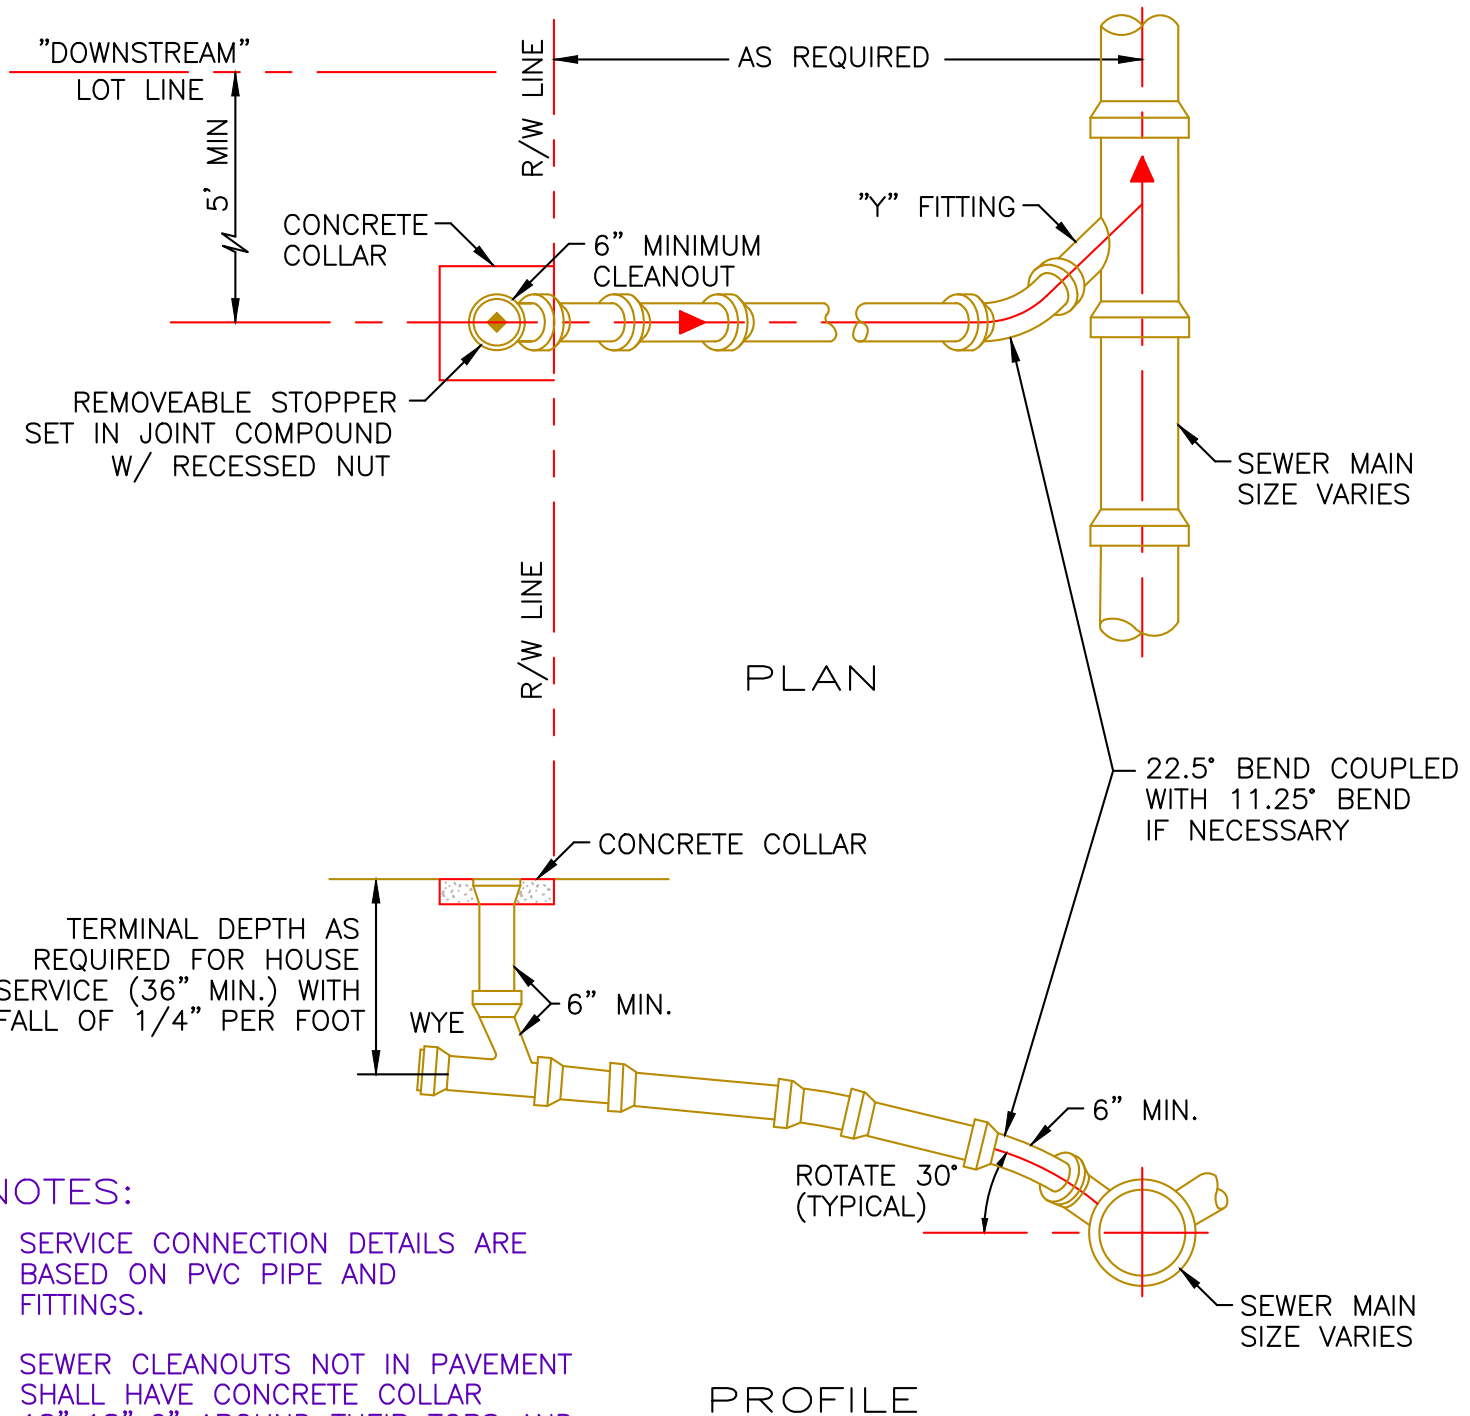 ”DOWNSTREAM”
LOT LINE
R/W LINE
AS REQUIRED
5’ MIN
CONCRETE
COLLAR
6” MINIMUM
CLEANOUT
”Y” FITTING
REMOVEABLE STOPPER
SET IN JOINT COMPOUND
W/ RECESSED NUT
SEWER MAIN
SIZE VARIES
R/W LINE
PLAN
22.5° BEND COUPLED
WITH 11.25° BEND
IF NECESSARY
CONCRETE COLLAR
TERMINAL DEPTH AS
REQUIRED FOR HOUSE
SERVICE (36” MIN.) WITH
FALL OF 1/4” PER FOOT
WYE
6” MIN.
6” MIN.
ROTATE 30°
(TYPICAL)
NOTES:
SERVICE CONNECTION DETAILS ARE
BASED ON PVC PIPE AND
FITTINGS.
SEWER MAIN
SIZE VARIES
SEWER CLEANOUTS NOT IN PAVEMENT
SHALL HAVE CONCRETE COLLAR
AROUND THEIR TOPS AND
PROFILE